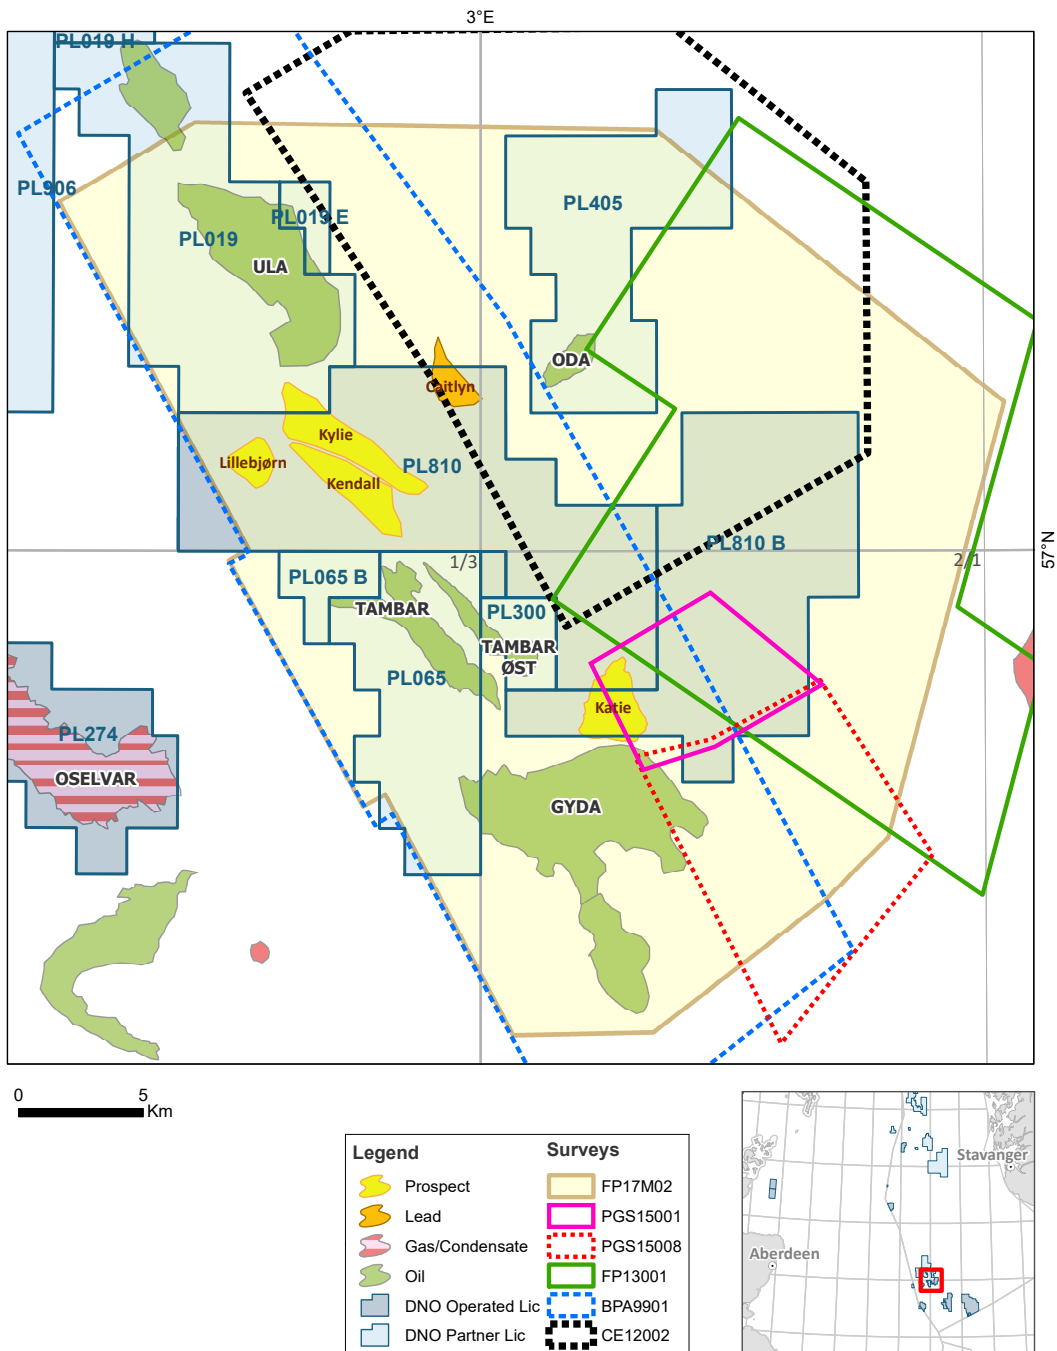 3°E
PL019 H
PL906
PL019 E
PL405
PL019
ULA
ODA
Caitlyn
Kylie
Lillebjørn
PL810
Kendall
PL810 B
1/3
2/1
57°N
PL065 B
TAMBAR
PL300
TAMBAR
ØST
PL065
Katie
PL274
OSELVAR
GYDA
0 5
Km
Legend
Prospect
Lead
Gas/Condensate
Oil
DNO Operated Lic
DNO Partner Lic
Surveys
FP17M02
PGS15001
PGS15008
FP13001
BPA9901
CE12002
Stavanger
Aberdeen